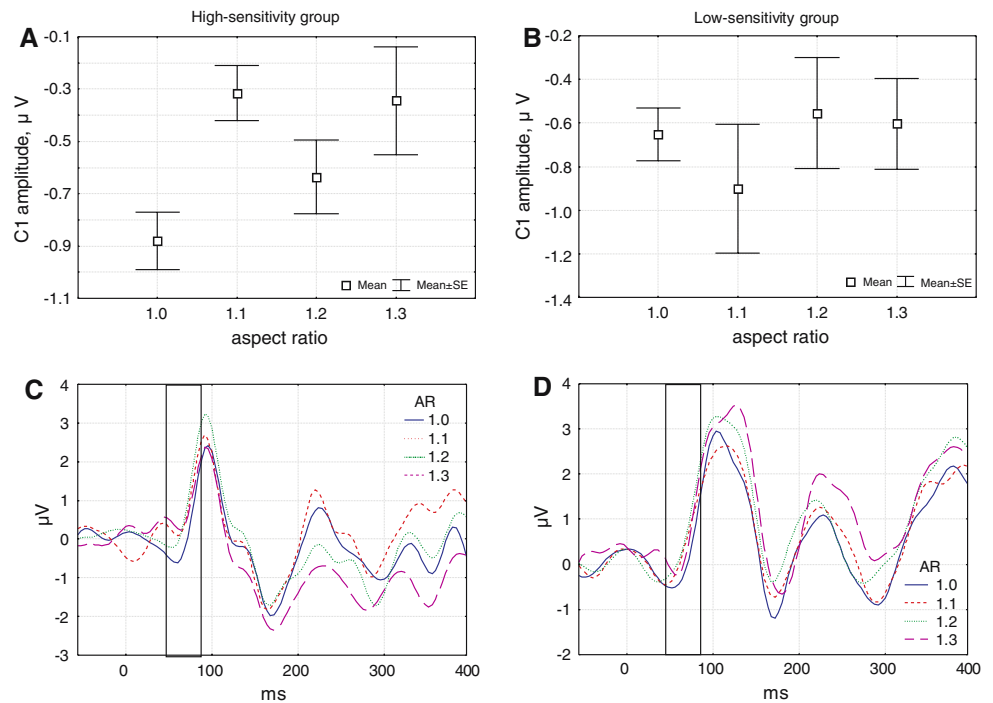 High-sensitivity group
A
-0.1
-0.3
-0.5
-0.7
-0.9
-1.1
C1 amplitude, µ V
Mean Mean±SE
1.0 1.1 1.2 1.3
aspect ratio
Low-sensitivity group
B
-0.2
-0.4
-0.6
-0.8
-1.0
-1.2
-1.4
C1 amplitude, µ V
Mean Mean±SE
1.0 1.1 1.2 1.3
aspect ratio
C
4
3
2
1
0
-1
-2
-3
µV
AR
1.0
1.1
1.2
1.3
0 100 200 300 400
ms
D
4
3
2
1
0
-1
-2
µV
AR
1.0
1.1
1.2
1.3
0 100 200 300 400
ms